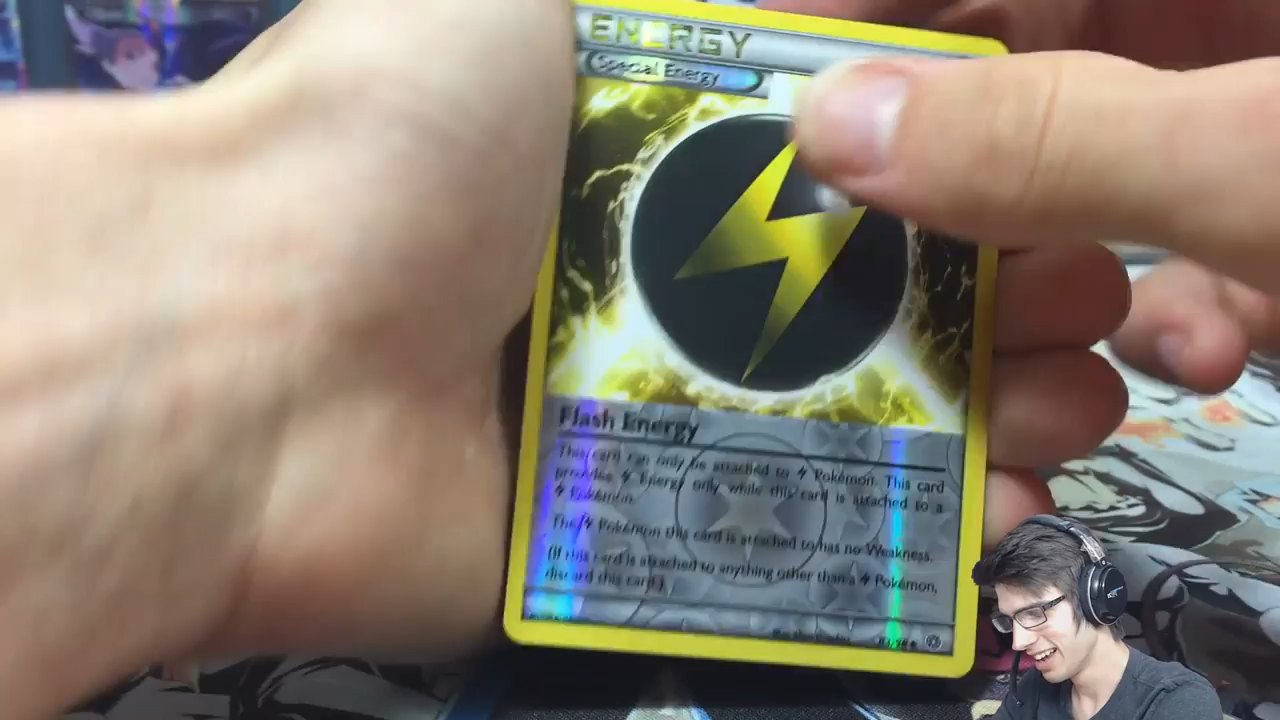 ENERGY
Special Energy
Flash Energy
This card can only be attached to Pokémon. This card
provides Energy only while this card is attached to a
Pokémon.
The Pokémon this card is attached to has no Weakness.
(If this card is attached to anything other than a Pokémon,
discard this card.)